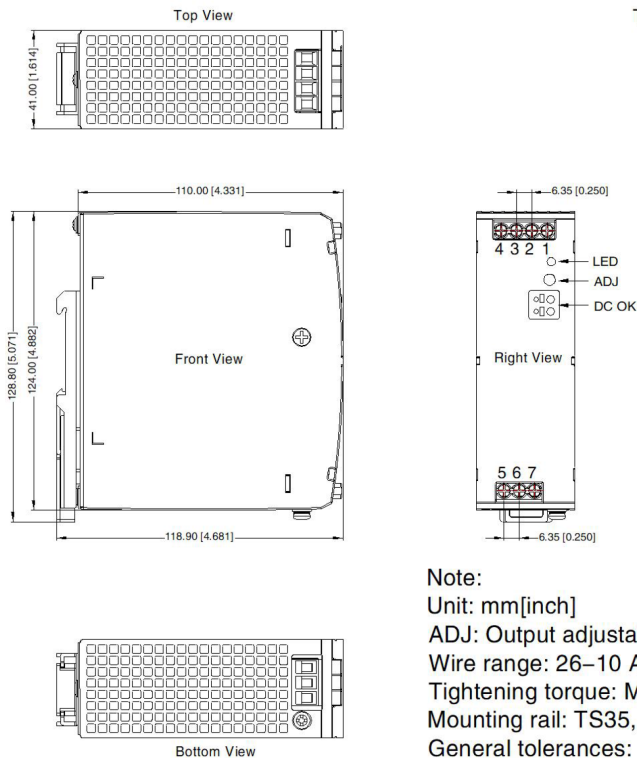 Top View
41.00 [1.614]
110.00 [4.331]
6.35 [0.250]
4 3 2 1
LED
ADJ
DC OK
128.80 [5.071]
124.00 [4.882]
Front View
Right View
5 6 7
118.90 [4.681]
6.35 [0.250]
Note:
Unit: mm[inch]
ADJ: Output adjusta
Wire range: 26–10 A
Tightening torque: M
Mounting rail: TS35,
General tolerances:
Bottom View